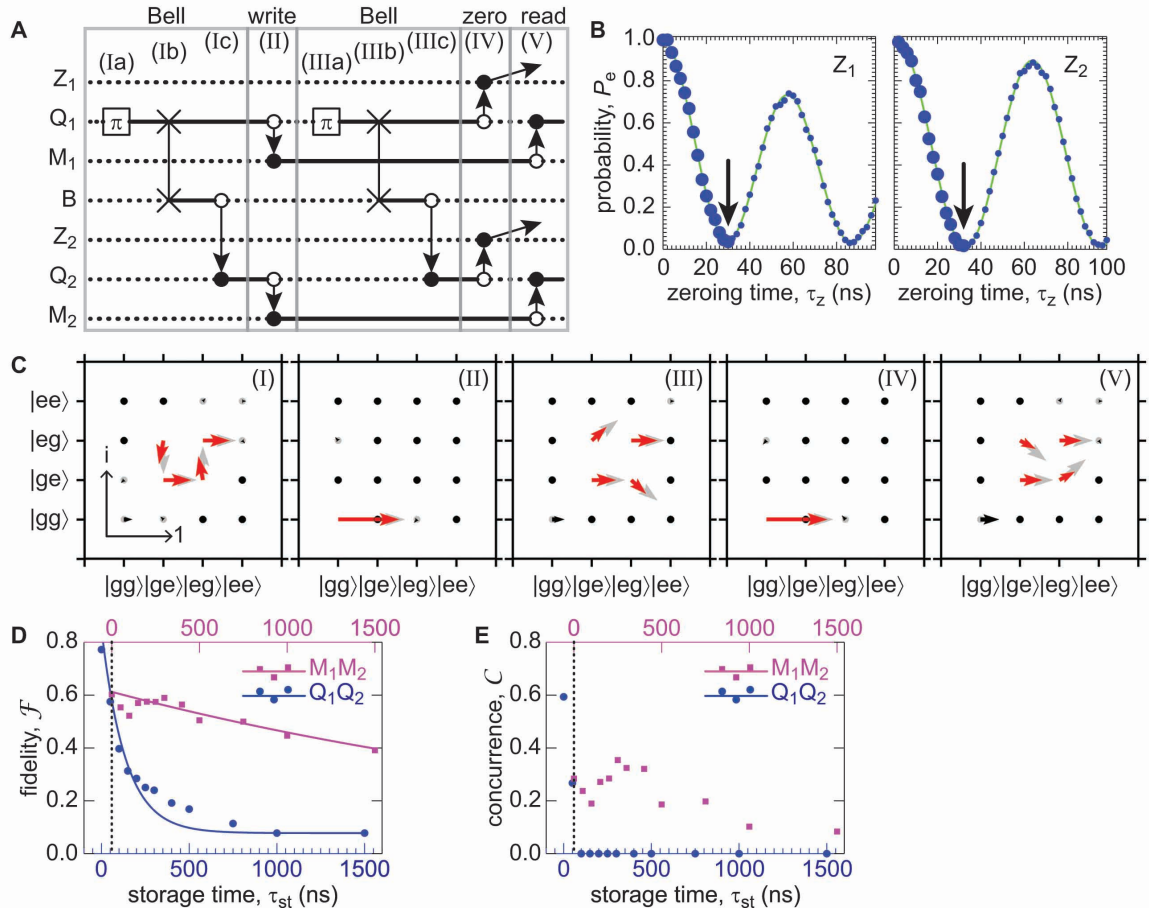 A
Bell write Bell zero read
(Ia) (Ib) (Ic) (II) (IIIa) (IIIb) (IIIc) (IV) (V)
Z1
Q1 π π
M1
B
Z2
Q2
M2
B
probability, Pe
1.0
0.8
0.6
0.4
0.2
0.0
Z1
0 20 40 60 80
zeroing time, τz (ns)
Z2
0 20 40 60 80 100
zeroing time, τz (ns)
C
(I) (II) (III) (IV) (V)
|ee⟩
|eg⟩
|ge⟩
|gg⟩
i
1
|gg⟩|ge⟩|eg⟩|ee⟩ |gg⟩|ge⟩|eg⟩|ee⟩ |gg⟩|ge⟩|eg⟩|ee⟩ |gg⟩|ge⟩|eg⟩|ee⟩ |gg⟩|ge⟩|eg⟩|ee⟩
D
0 500 1000 1500
fidelity, ℱ
0.8
0.6
0.4
0.2
0.0
M1M2
Q1Q2
0 500 1000 1500
storage time, τst (ns)
E
0 500 1000 1500
concurrence, C
0.8
0.6
0.4
0.2
0.0
M1M2
Q1Q2
0 500 1000 1500
storage time, τst (ns)